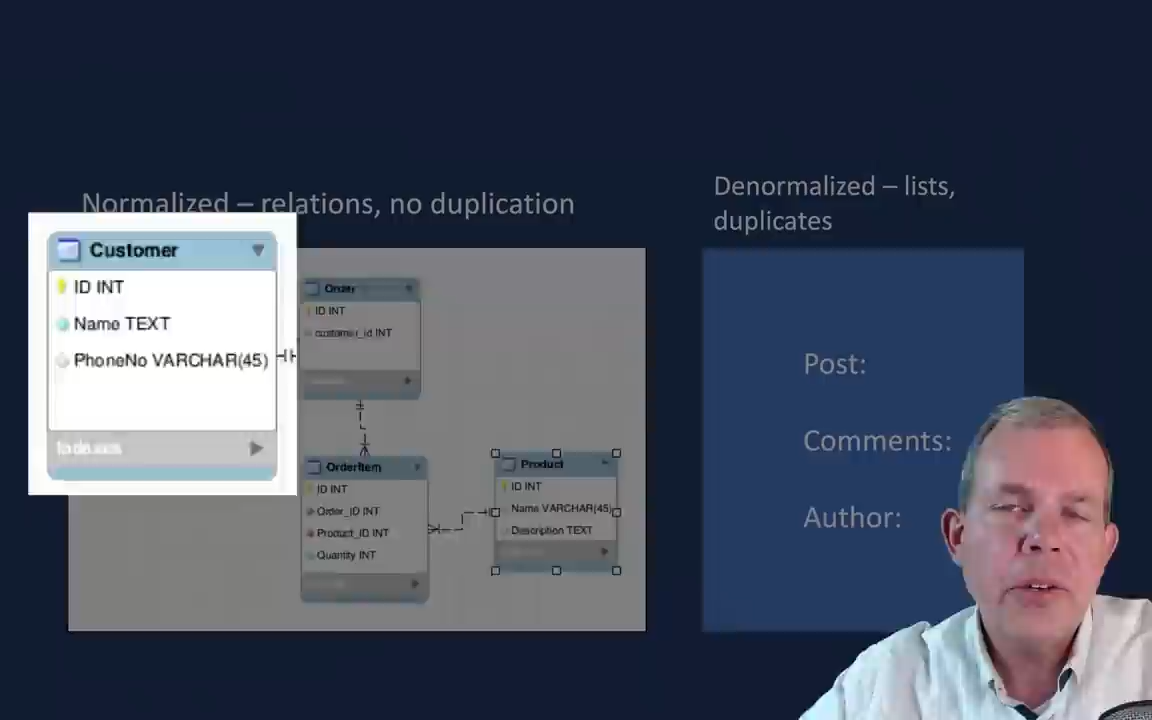 Normalized – relations, no duplication
Denormalized – lists,
duplicates
Customer
ID INT
Name TEXT
PhoneNo VARCHAR(45)
Indexes
Order
ID INT
customer_id INT
OrderItem
ID INT
Order_ID INT
Product_ID INT
Quantity INT
Product
ID INT
Name VARCHAR(45)
Description TEXT
Post:
Comments:
Author: